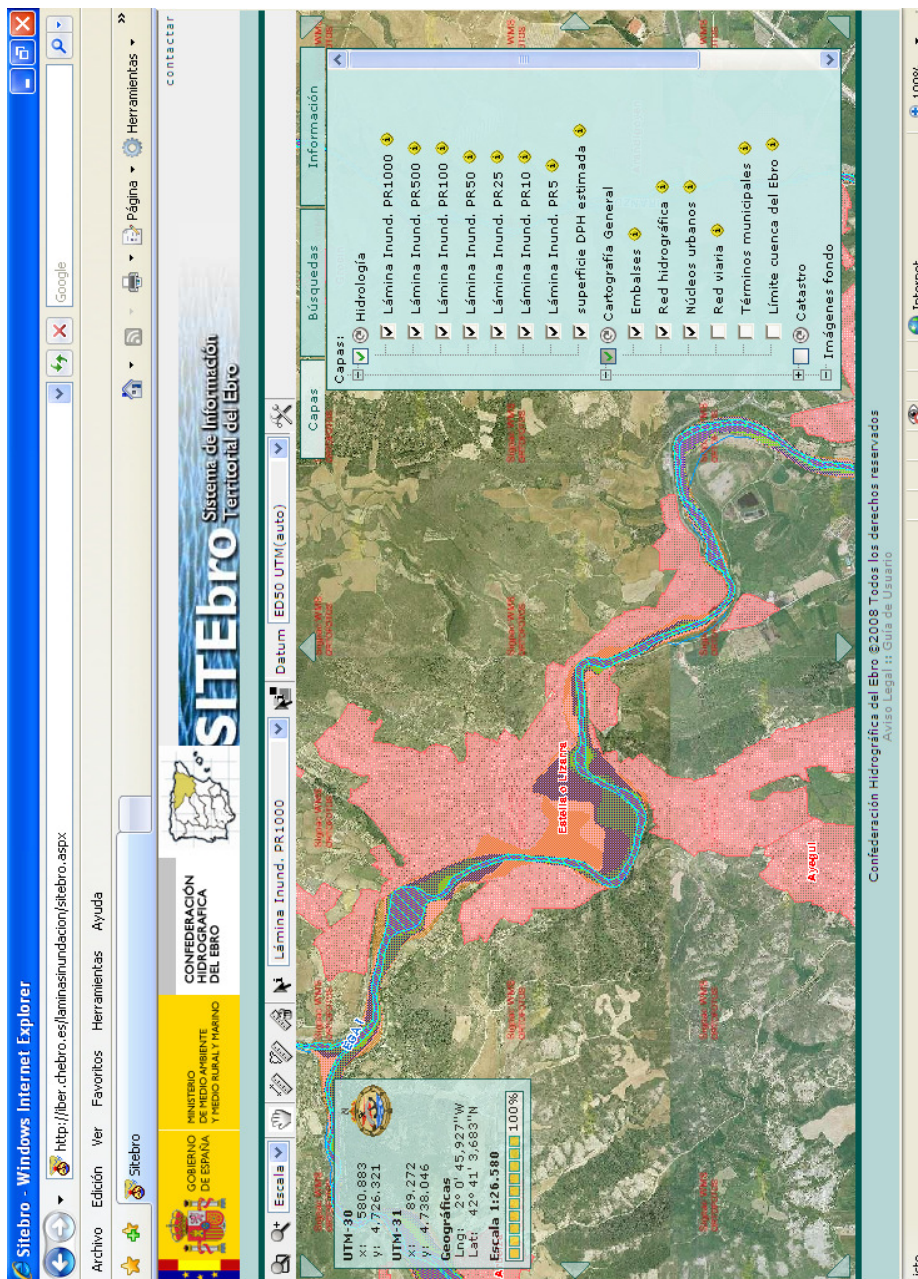 Sitebro - Windows Internet Explorer
http://iber.chebro.es/laminasinundacion/sitebro.aspx
Google
Archivo Edición Ver Favoritos Herramientas Ayuda
Sitebro
Página Herramientas »
GOBIERNO DE ESPAÑA
MINISTERIO
DE MEDIO AMBIENTE
Y MEDIO RURAL Y MARINO
CONFEDERACIÓN
HIDROGRAFICA
DEL EBRO
SITEbro
Sistema de Información
Territorial del Ebro
contactar
Escala
Lámina Inund. PR1000
Datum ED50 UTM(auto)
UTM-30
x: 580.883
y: 4.726.321
UTM-31
x: 89.272
y: 4.738.046
Geográficas
Lng: 2° 0' 45,927''W
Lat: 42° 41' 3,683''N
Escala 1:26.580
100%
N
EGA I
Estella o Lizarra
Ayegui
Capas Búsquedas Información
Capas:
Hidrología
Lámina Inund. PR1000
Lámina Inund. PR500
Lámina Inund. PR100
Lámina Inund. PR50
Lámina Inund. PR25
Lámina Inund. PR10
Lámina Inund. PR5
superficie DPH estimada
Cartografía General
Embalses
Red hidrográfica
Núcleos urbanos
Red viaria
Términos municipales
Límite cuenca del Ebro
Catastro
Imágenes fondo
Confederación Hidrográfica del Ebro ©2008 Todos los derechos reservados
Aviso Legal :: Guía de Usuario
Internet
100%